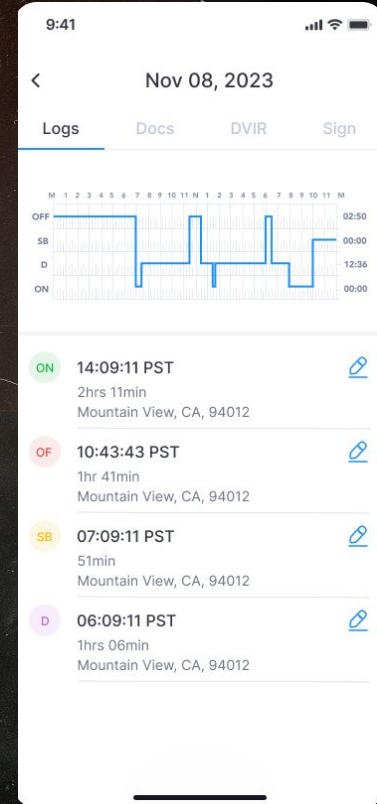 9:41
Nov 08, 2023
Logs Docs DVIR Sign
M 1 2 3 4 5 6 7 8 9 10 11 N 1 2 3 4 5 6 7 8 9 10 11 M
OFF 02:50
SB 00:00
D 12:36
ON 00:00
ON 14:09:11 PST
2hrs 11min
Mountain View, CA, 94012
OF 10:43:43 PST
1hr 41min
Mountain View, CA, 94012
SB 07:09:11 PST
51min
Mountain View, CA, 94012
D 06:09:11 PST
1hrs 06min
Mountain View, CA, 94012